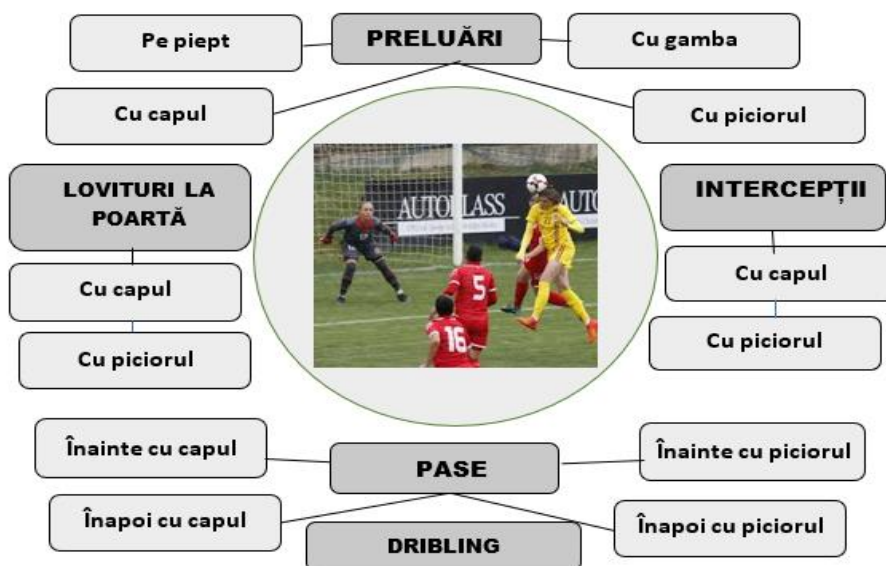 Pe piept
PRELUĂRI
Cu gamba
Cu capul
Cu piciorul
LOVITURI LA
POARTĂ
INTERCEPȚII
AUTOGLASS
AUTOGLASS
Cu capul
Cu capul
5
16
Cu piciorul
Cu piciorul
Înainte cu capul
PASE
Înainte cu piciorul
Înapoi cu capul
Înapoi cu piciorul
DRIBLING